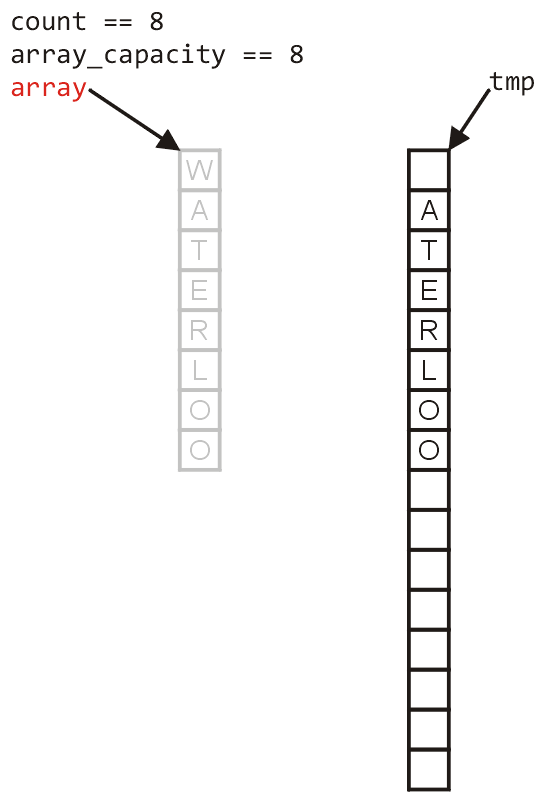 count == 8
array_capacity == 8
array
tmp
W
A
T
E
R
L
O
O
A
T
E
R
L
O
O